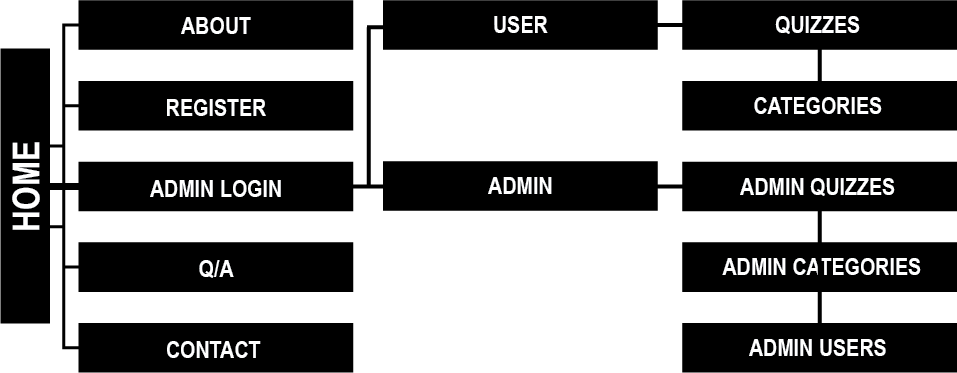 HOME
ABOUT
REGISTER
ADMIN LOGIN
Q/A
CONTACT
USER
ADMIN
QUIZZES
CATEGORIES
ADMIN QUIZZES
ADMIN CATEGORIES
ADMIN USERS